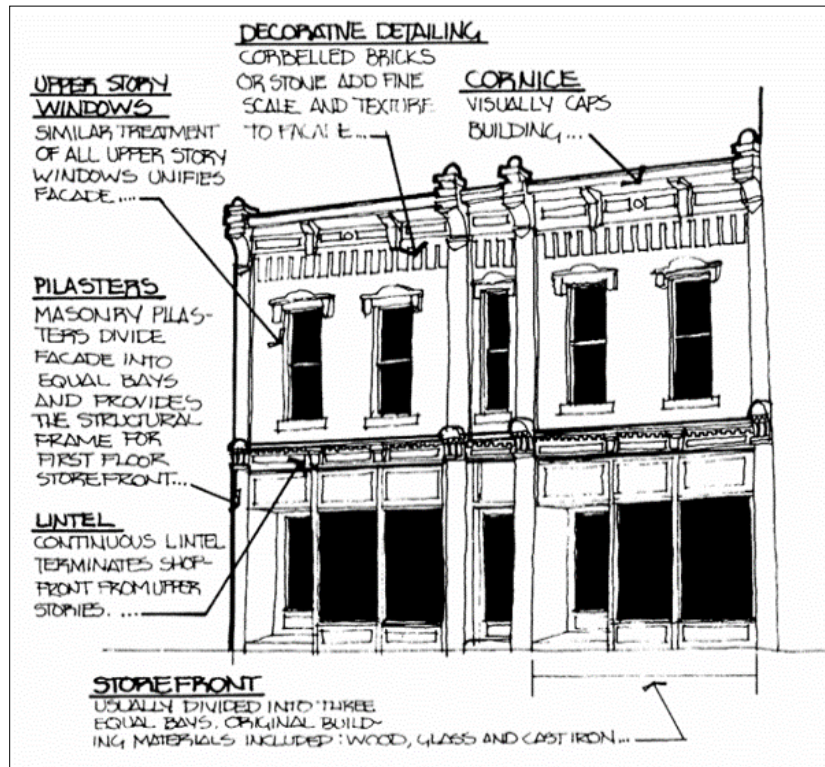 DECORATIVE DETAILING
CORBELLED BRICKS
OR STONE ADD FINE
SCALE AND TEXTURE
TO FACADE...
CORNICE
VISUALLY CAPS
BUILDING...
UPPER STORY
WINDOWS
SIMILAR TREATMENT
OF ALL UPPER STORY
WINDOWS UNIFIES
FACADE....
PILASTERS
MASONRY PILAS-
TERS DIVIDE
FACADE INTO
EQUAL BAYS
AND PROVIDES
THE STRUCTURAL
FRAME FOR
FIRST FLOOR
STOREFRONT...
LINTEL
CONTINUOUS LINTEL
TERMINATES SHOP-
FRONT FROM UPPER
STORIES. ....
STOREFRONT
USUALLY DIVIDED INTO THREE
EQUAL BAYS. ORIGINAL BUILD-
ING MATERIALS INCLUDED: WOOD, GLASS AND CAST IRON...